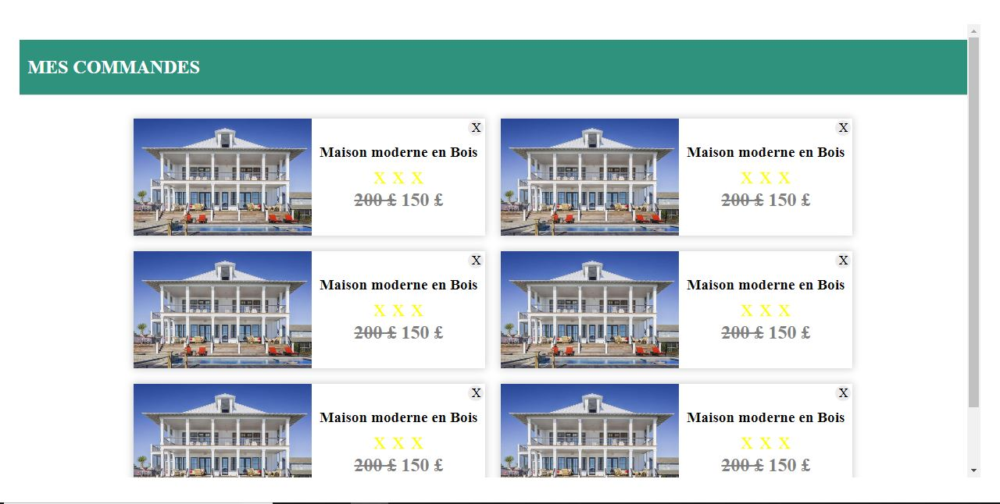 MES COMMANDES
X
Maison moderne en Bois
X X X
200 £ 150 £
X
Maison moderne en Bois
X X X
200 £ 150 £
X
Maison moderne en Bois
X X X
200 £ 150 £
X
Maison moderne en Bois
X X X
200 £ 150 £
X
Maison moderne en Bois
X X X
200 £ 150 £
X
Maison moderne en Bois
X X X
200 £ 150 £